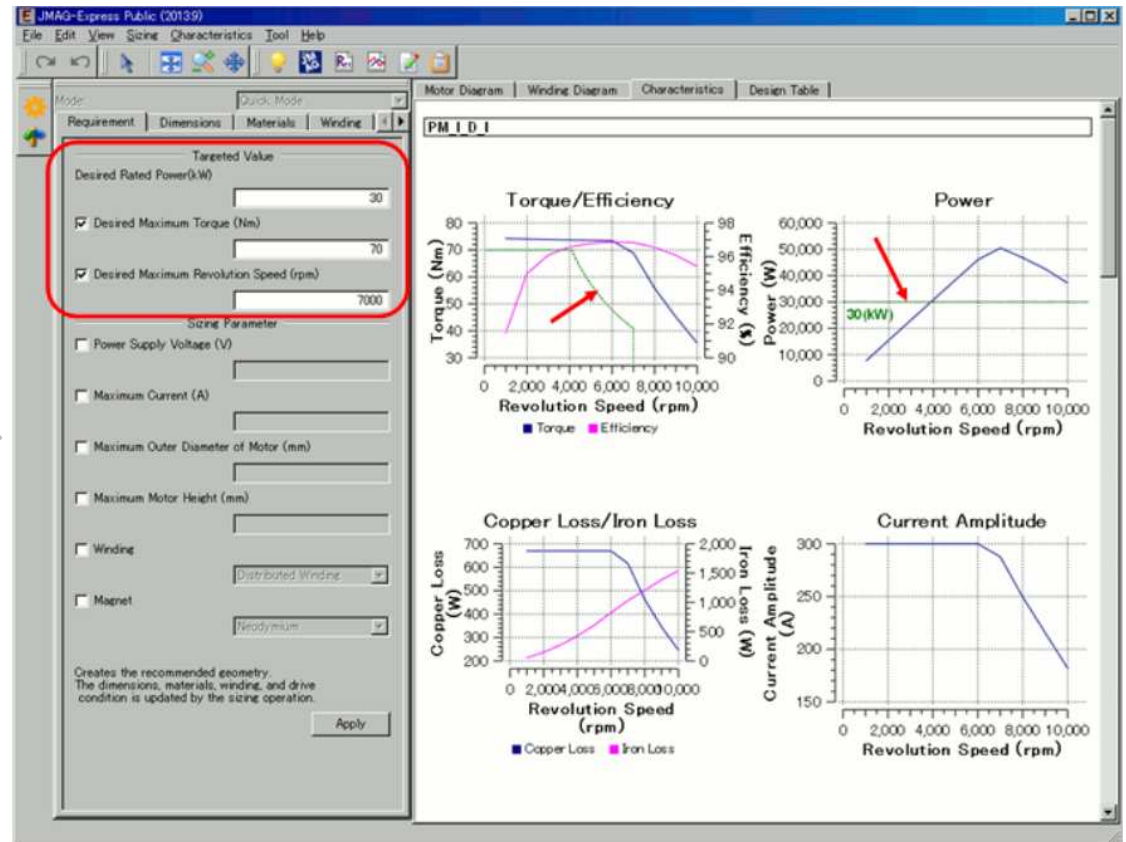 JMAG-Express Public (2013.9)
File Edit View Sizing Characteristics Tool Help
Mode: Quick Mode
Requirement Dimensions Materials Winding
Targeted Value
Desired Rated Power(kW)
30
Desired Maximum Torque (Nm)
70
Desired Maximum Revolution Speed (rpm)
7000
Sizing Parameter
Power Supply Voltage (V)
Maximum Current (A)
Maximum Outer Diameter of Motor (mm)
Maximum Motor Height (mm)
Winding
Distributed Winding
Magnet
Neodymium
Creates the recommended geometry.
The dimensions, materials, winding, and drive
condition is updated by the sizing operation.
Apply
Motor Diagram Winding Diagram Characteristics Design Table
PM_I_D_I
Torque/Efficiency
Torque (Nm)
80
70
60
50
40
30
98
96
94
92
90
Efficiency (%)
0 2,000 4,000 6,000 8,000 10,000
Revolution Speed (rpm)
Torque Efficiency
Power
Power (W)
60,000
50,000
40,000
30,000
20,000
10,000
0
30(kW)
0 2,000 4,000 6,000 8,000 10,000
Revolution Speed (rpm)
Copper Loss/Iron Loss
Copper Loss
(W)
700
600
500
400
300
200
2,000
1,500
1,000
500
0
Iron Loss (W)
0 2,000 4,000 6,000 8,000 10,000
Revolution Speed
(rpm)
Copper Loss Iron Loss
Current Amplitude
Current Amplitude
(A)
300
250
200
150
0 2,000 4,000 6,000 8,000 10,000
Revolution Speed (rpm)